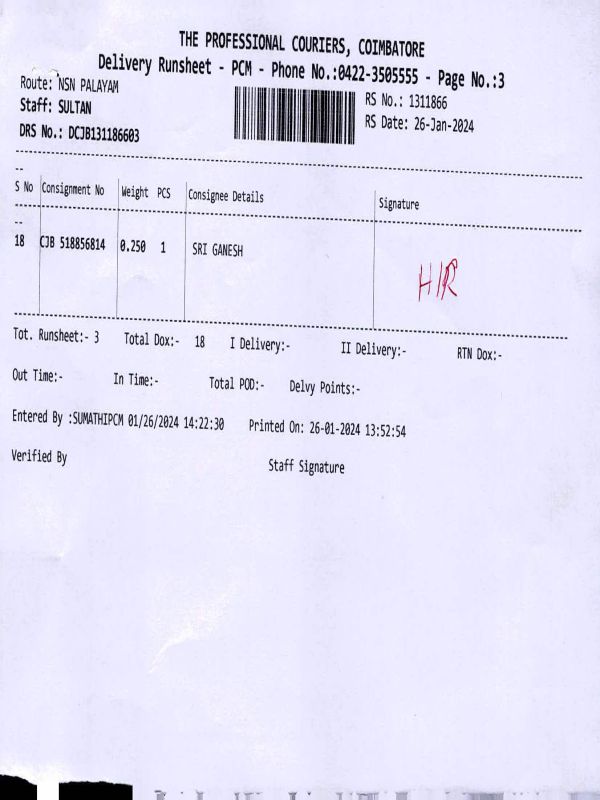 THE PROFESSIONAL COURIERS, COIMBATORE
Delivery Runsheet - PCM - Phone No.:0422-3505555 - Page No.:3
Route: NSN PALAYAM
RS No.: 1311866
Staff: SULTAN
RS Date: 26-Jan-2024
DRS No.: DCJB131186603
S No Consignment No Weight PCS Consignee Details Signature
18 CJB 518856814 0.250 1 SRI GANESH
HR
Tot. Runsheet:- 3 Total Dox:- 18 I Delivery:- II Delivery:- RTN Dox:-
Out Time:- In Time:- Total POD:- Delvy Points:-
Entered By :SUMATHIPCM 01/26/2024 14:22:30 Printed On: 26-01-2024 13:52:54
Verified By Staff Signature